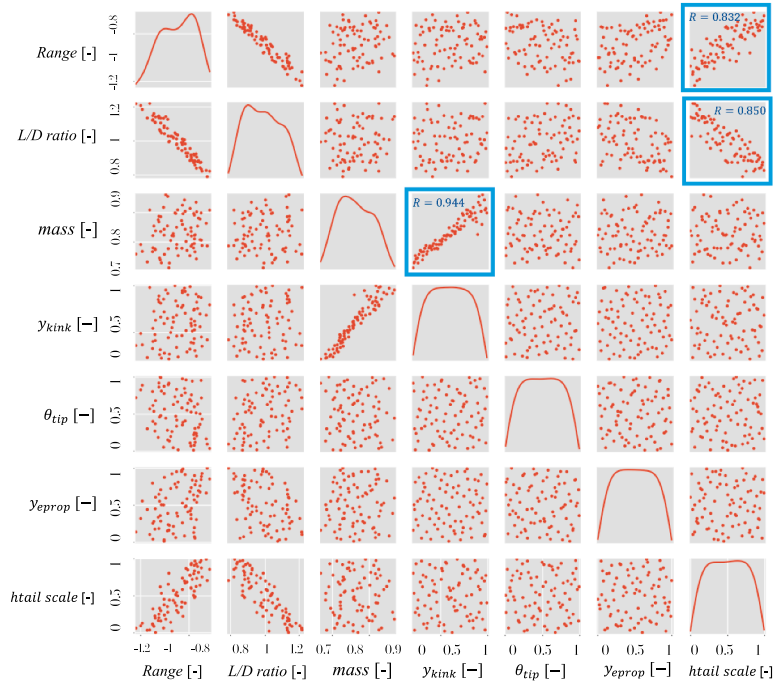 Range [-]
-1.2
-1
-0.8
R = 0.832
L/D ratio [-]
0.8
1
1.2
R = 0.850
mass [-]
0.7
0.8
0.9
R = 0.944
y_kink [−]
0
0.5
1
θ_tip [−]
0
0.5
1
y_eprop [−]
0
0.5
1
htail scale [-]
0
0.5
1
-1.2 -1 -0.8 0.8 1 1.2 0.7 0.8 0.9 0 0.5 1 0 0.5 1 0 0.5 1 0 0.5 1
Range [-] L/D ratio [-] mass [-] y_kink [−] θ_tip [−] y_eprop [−] htail scale [-]